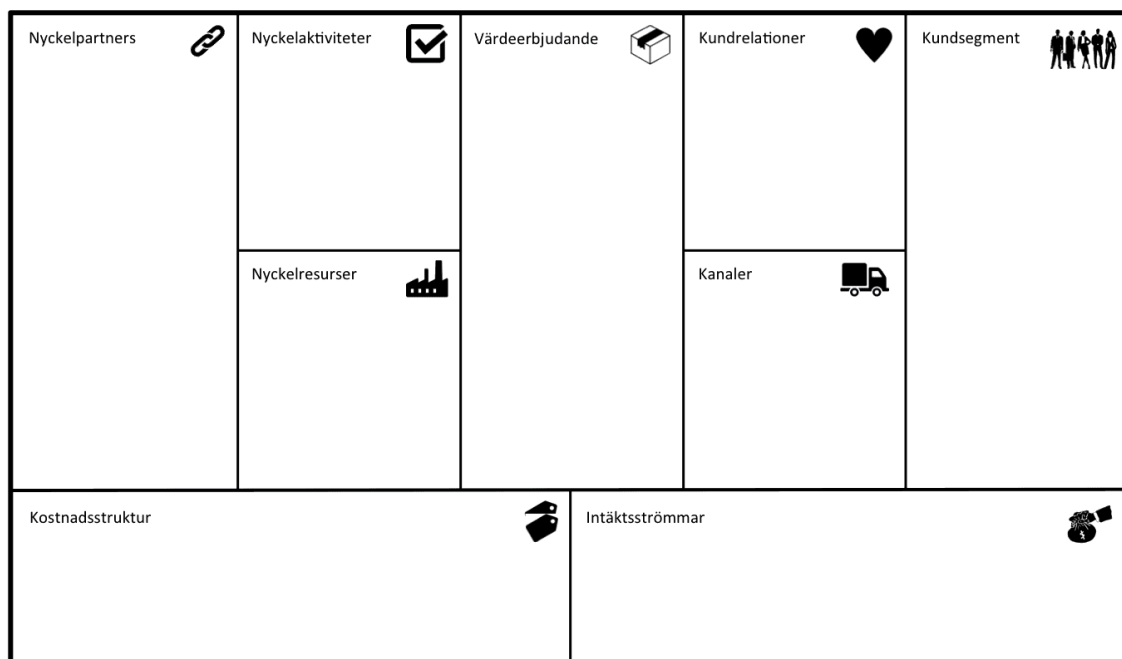 Nyckelpartners
Nyckelaktiviteter
Värdeerbjudande
Kundrelationer
Kundsegment
Nyckelresurser
Kanaler
Kostnadsstruktur
Intäktsströmmar